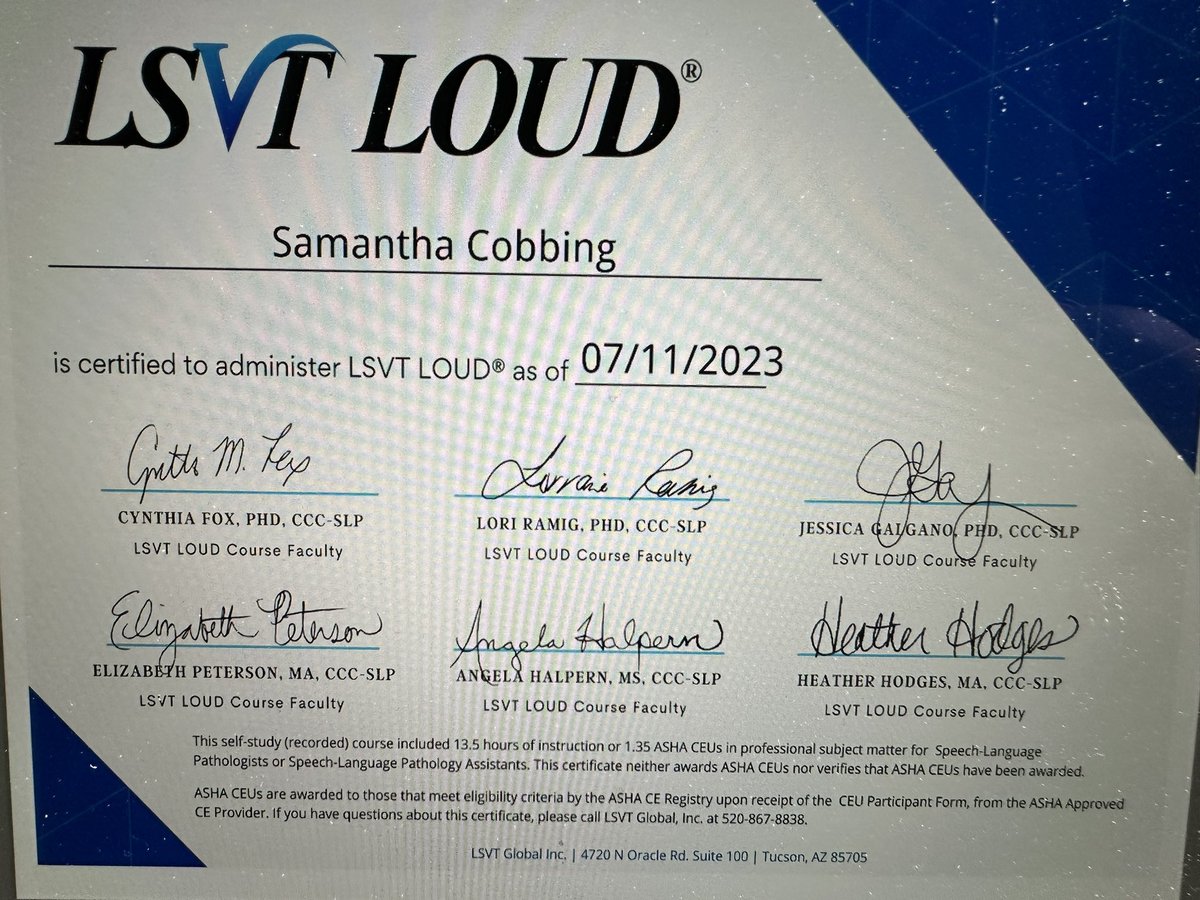 LSVT LOUD®
Samantha Cobbing
is certified to administer LSVT LOUD® as of 07/11/2023
Lorraine Ramig
CYNTHIA FOX, PHD, CCC-SLP
LORI RAMIG, PHD, CCC-SLP
JESSICA GALGANO, PHD, CCC-SLP
LSVT LOUD Course Faculty
LSVT LOUD Course Faculty
LSVT LOUD Course Faculty
Elizabeth Peterson
Angela Halpern
Heather Hodges
ELIZABETH PETERSON, MA, CCC-SLP
ANGELA HALPERN, MS, CCC-SLP
HEATHER HODGES, MA, CCC-SLP
LSVT LOUD Course Faculty
LSVT LOUD Course Faculty
LSVT LOUD Course Faculty
This self-study (recorded) course included 13.5 hours of instruction or 1.35 ASHA CEUs in professional subject matter for Speech-Language
Pathologists or Speech-Language Pathology Assistants. This certificate neither awards ASHA CEUs nor verifies that ASHA CEUs have been awarded.
ASHA CEUs are awarded to those that meet eligibility criteria by the ASHA CE Registry upon receipt of the CEU Participant Form, from the ASHA Approved
CE Provider. If you have questions about this certificate, please call LSVT Global, Inc. at 520-867-8838.
LSVT Global Inc. | 4720 N Oracle Rd. Suite 100 | Tucson, AZ 85705